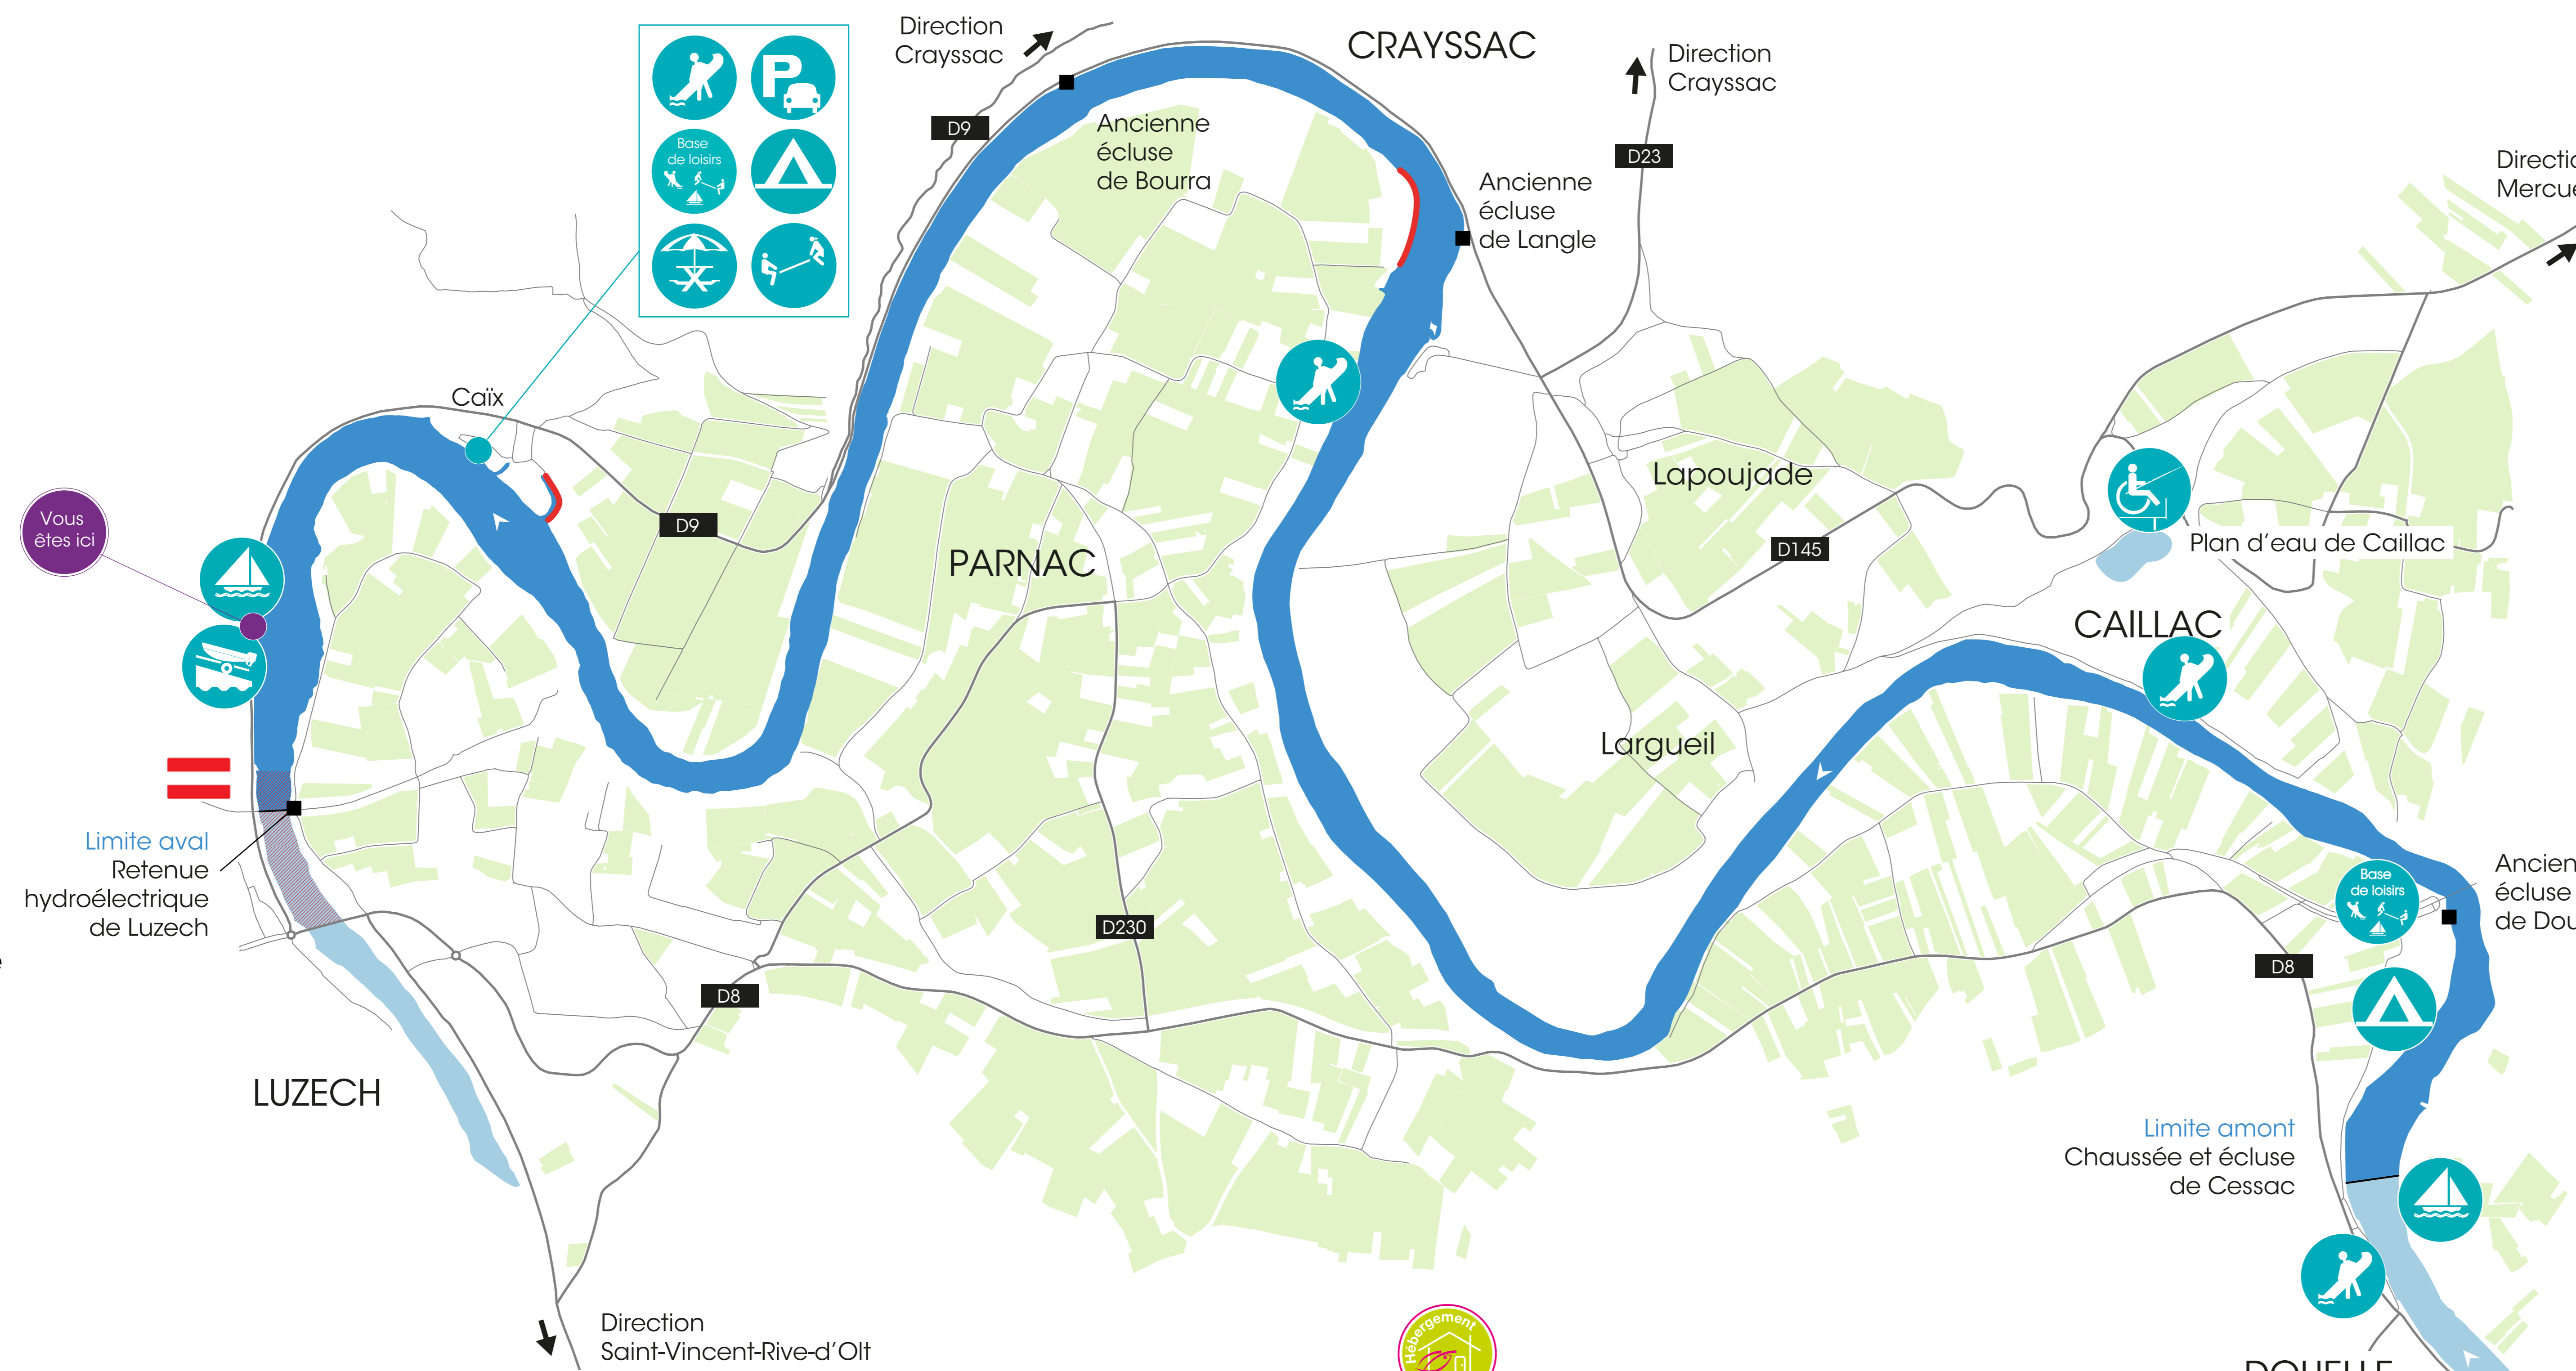 Direction
Crayssac
CRAYSSAC
Direction
Crayssac
P
Base
de loisirs
D9
Ancienne
écluse
de Bourra
D23
Ancienne
écluse
de Langle
Caïx
Vous
êtes ici
D9
PARNAC
Lapoujade
D145
Plan d'eau de Caillac
CAILLAC
Largueil
Limite aval
Retenue
hydroélectrique
de Luzech
D230
D8
Base
de loisirs
écluse
D8
LUZECH
Limite amont
Chaussée et écluse
de Cessac
Direction
Saint-Vincent-Rive-d'Olt
Hébergement